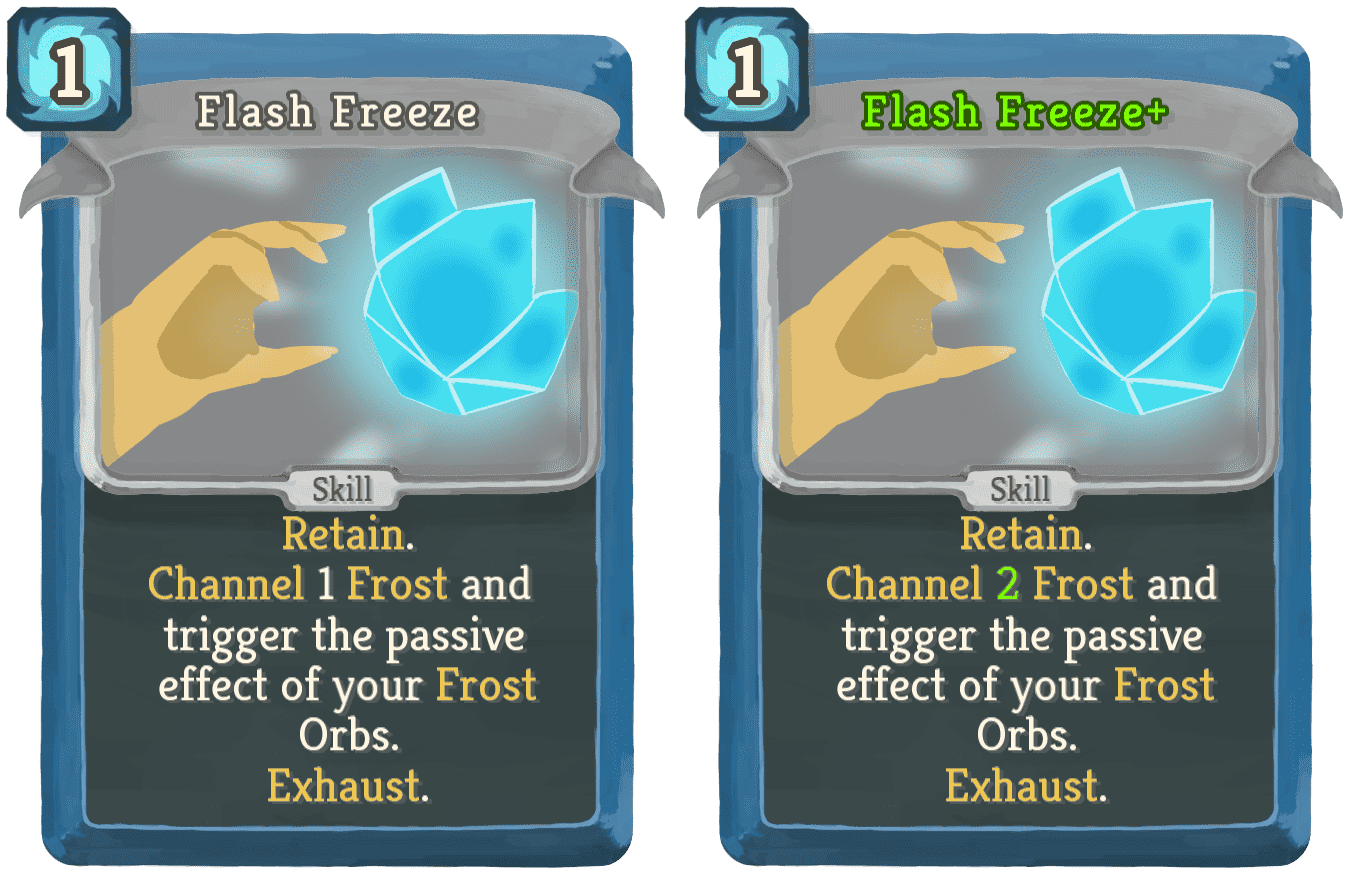 1
Flash Freeze
Skill
Retain.
Channel 1 Frost and
trigger the passive
effect of your Frost
Orbs.
Exhaust.
1
Flash Freeze+
Skill
Retain.
Channel 2 Frost and
trigger the passive
effect of your Frost
Orbs.
Exhaust.